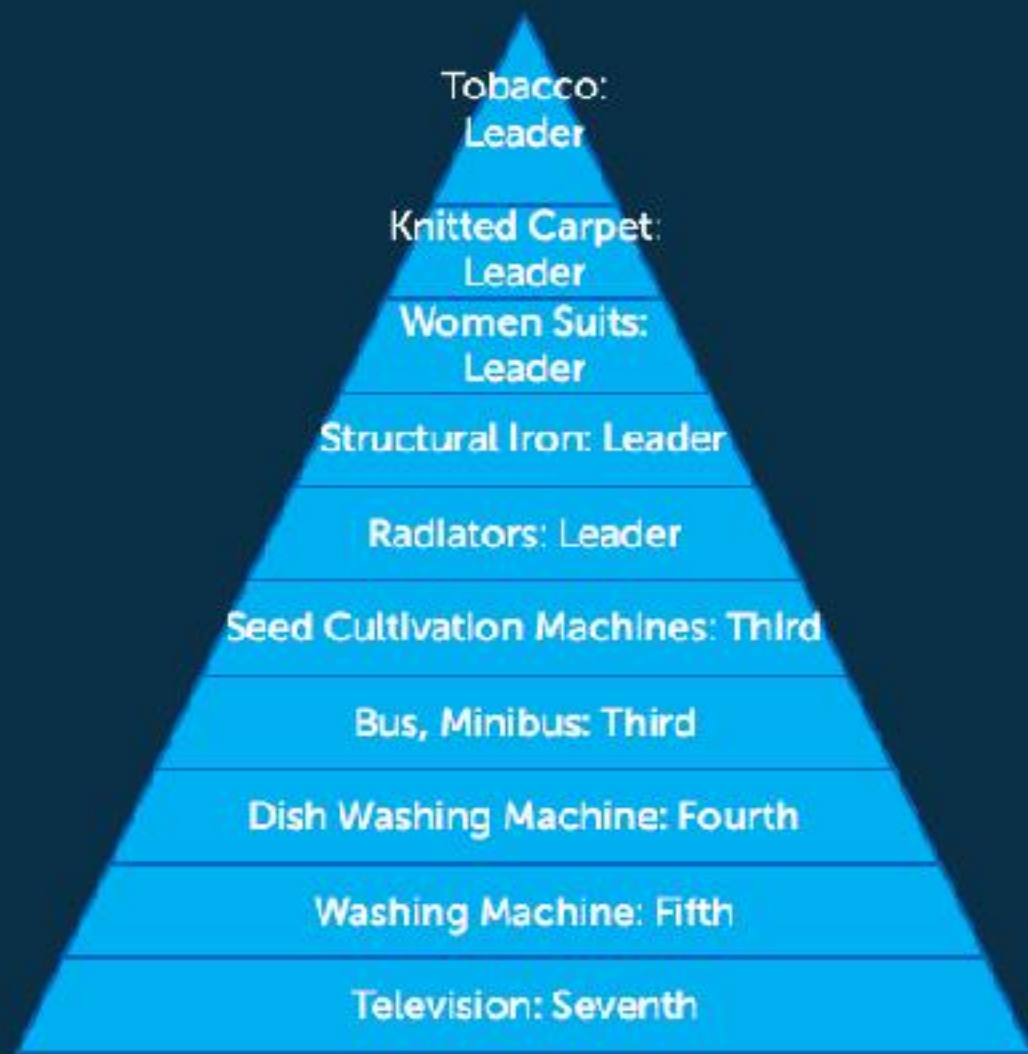 Tobacco:
Leader
Knitted Carpet:
Leader
Women Suits:
Leader
Structural Iron: Leader
Radiators: Leader
Seed Cultivation Machines: Third
Bus, Minibus: Third
Dish Washing Machine: Fourth
Washing Machine: Fifth
Television: Seventh